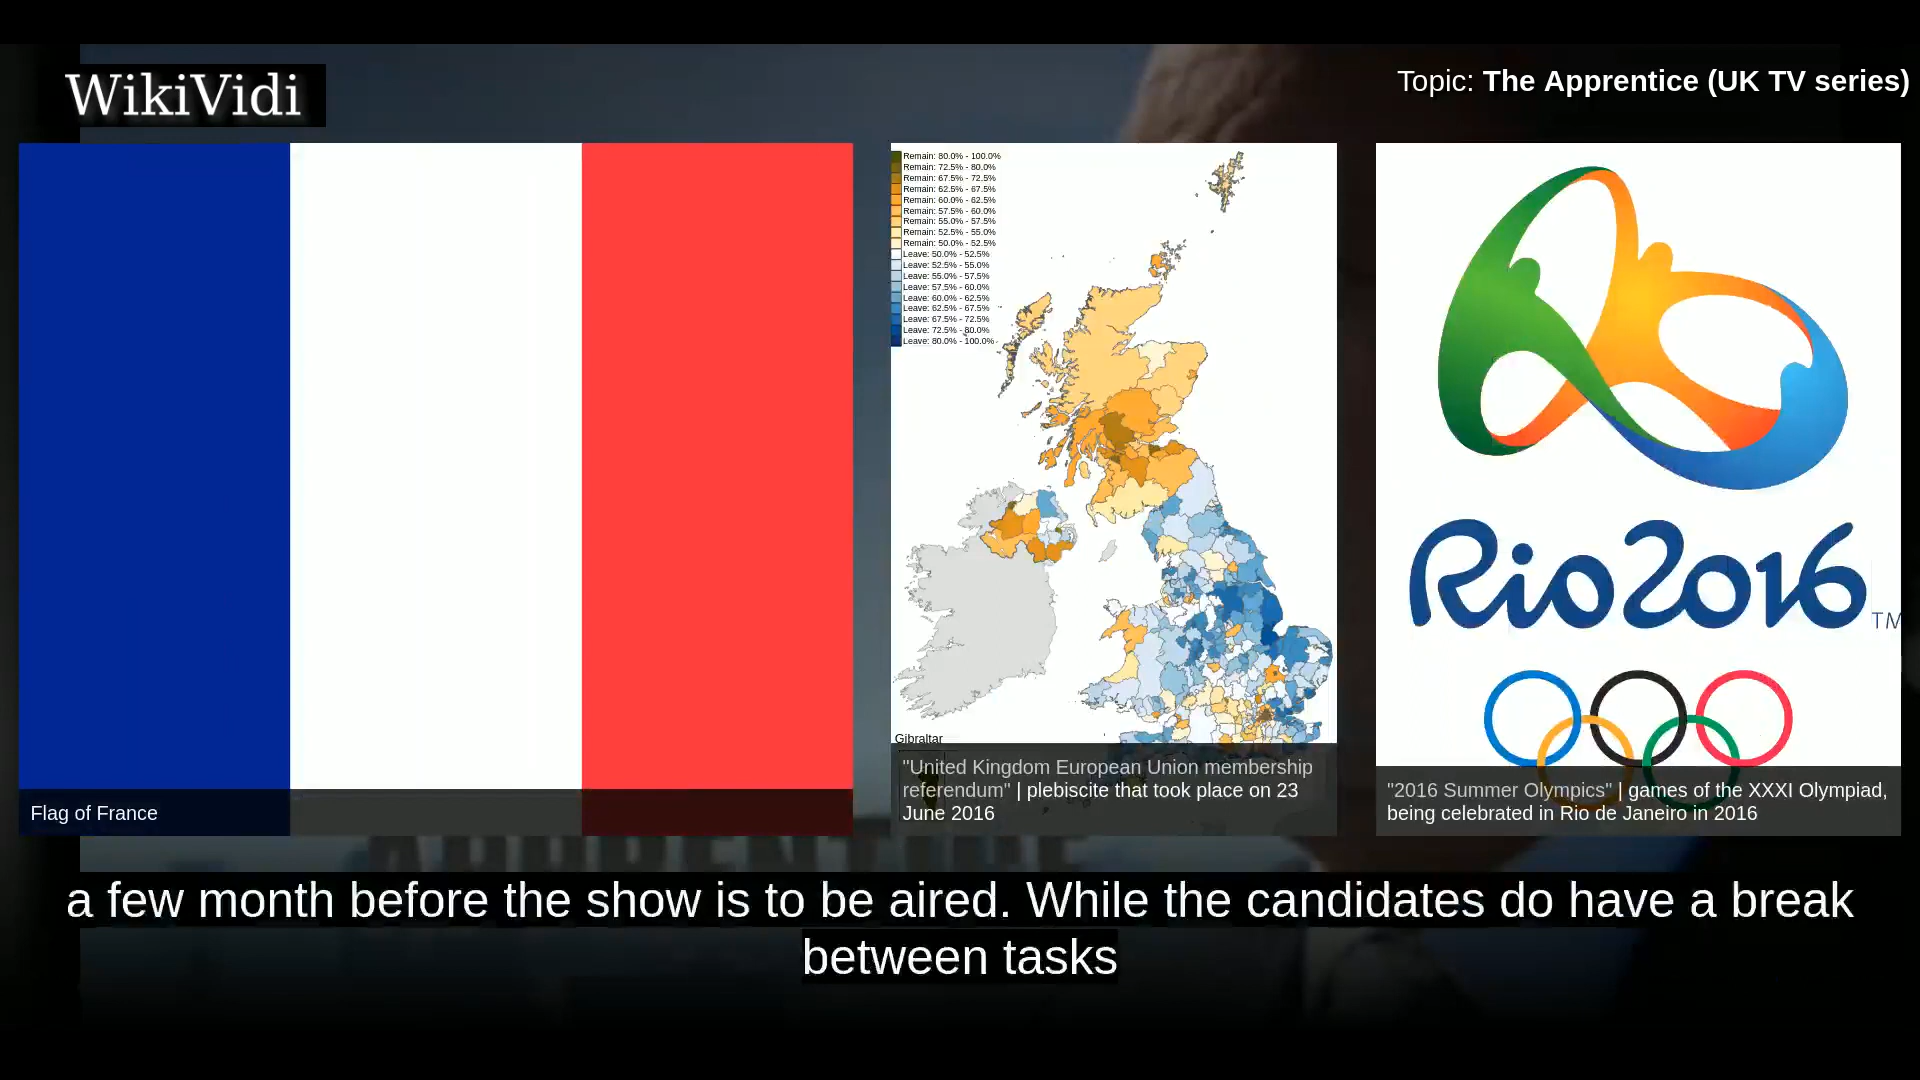 WikiVidi
Topic: The Apprentice (UK TV series)
Remain: 80.0% - 100.0%
Remain: 72.5% - 80.0%
Remain: 67.5% - 72.5%
Remain: 62.5% - 67.5%
Remain: 60.0% - 62.5%
Remain: 57.5% - 60.0%
Remain: 55.0% - 57.5%
Remain: 52.5% - 55.0%
Remain: 50.0% - 52.5%
Leave: 50.0% - 52.5%
Leave: 52.5% - 55.0%
Leave: 55.0% - 57.5%
Leave: 57.5% - 60.0%
Leave: 60.0% - 62.5%
Leave: 62.5% - 67.5%
Leave: 67.5% - 72.5%
Leave: 72.5% - 80.0%
Leave: 80.0% - 100.0%
Gibraltar
Rio2016
TM
Flag of France
"United Kingdom European Union membership
referendum" | plebiscite that took place on 23
June 2016
"2016 Summer Olympics" | games of the XXXI Olympiad,
being celebrated in Rio de Janeiro in 2016
APPRENTICE
a few month before the show is to be aired. While the candidates do have a break
between tasks